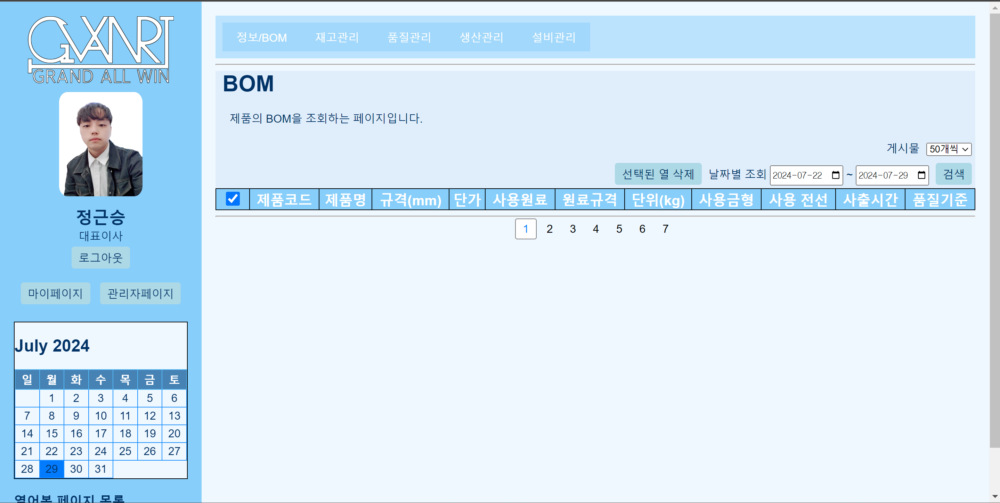 GRAND ALL WIN
정근승
대표이사
로그아웃
마이페이지 관리자페이지
July 2024
일 월 화 수 목 금 토
1 2 3 4 5 6
7 8 9 10 11 12 13
14 15 16 17 18 19 20
21 22 23 24 25 26 27
28 29 30 31
열어본 페이지 목록
정보/BOM 재고관리 품질관리 생산관리 설비관리
BOM
제품의 BOM을 조회하는 페이지입니다.
게시물 50개씩
선택된 열 삭제 날짜별 조회 2024-07-22 ~ 2024-07-29 검색
제품코드 제품명 규격(mm) 단가 사용원료 원료규격 단위(kg) 사용금형 사용 전선 사출시간 품질기준
1 2 3 4 5 6 7